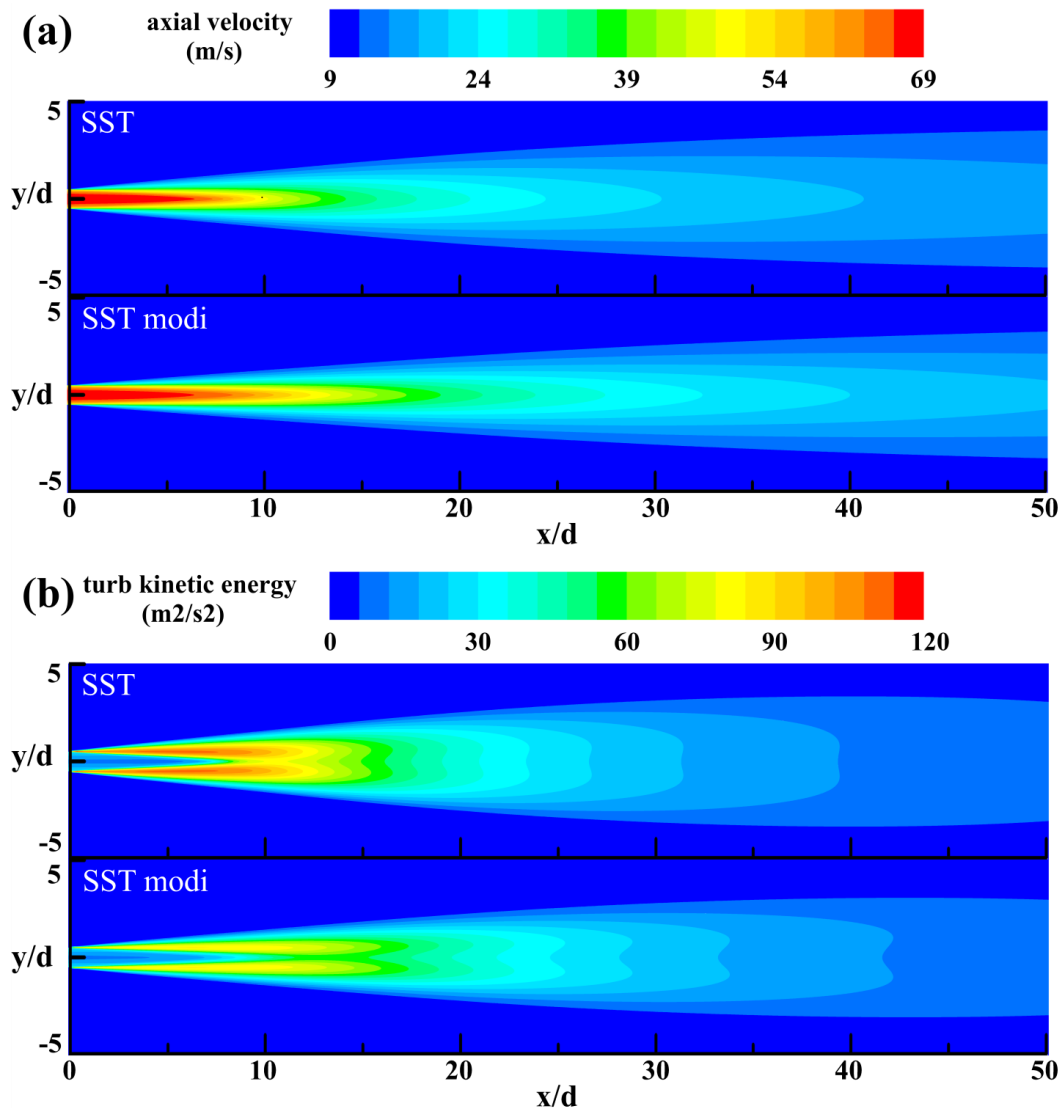 (a) axial velocity
(m/s)
9 24 39 54 69
5
SST
y/d
-5
5
SST modi
y/d
-5
0 10 20 30 40 50
x/d
(b) turb kinetic energy
(m2/s2)
0 30 60 90 120
5
SST
y/d
-5
5
SST modi
y/d
-5
0 10 20 30 40 50
x/d